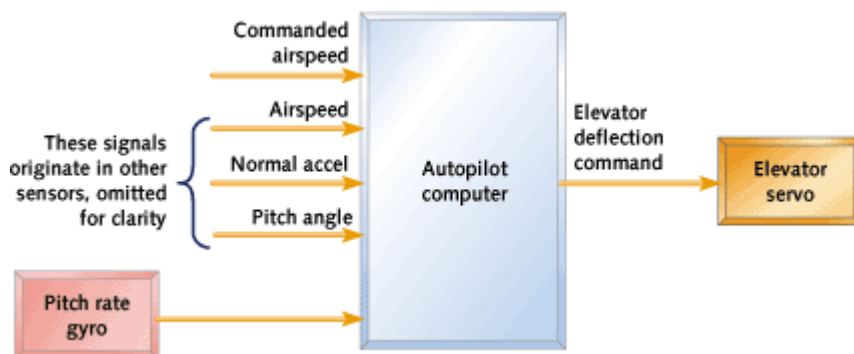 Commanded
airspeed
Airspeed
These signals
originate in other
sensors, omitted
for clarity
Normal accel
Pitch angle
Pitch rate
gyro
Autopilot
computer
Elevator
deflection
command
Elevator
servo